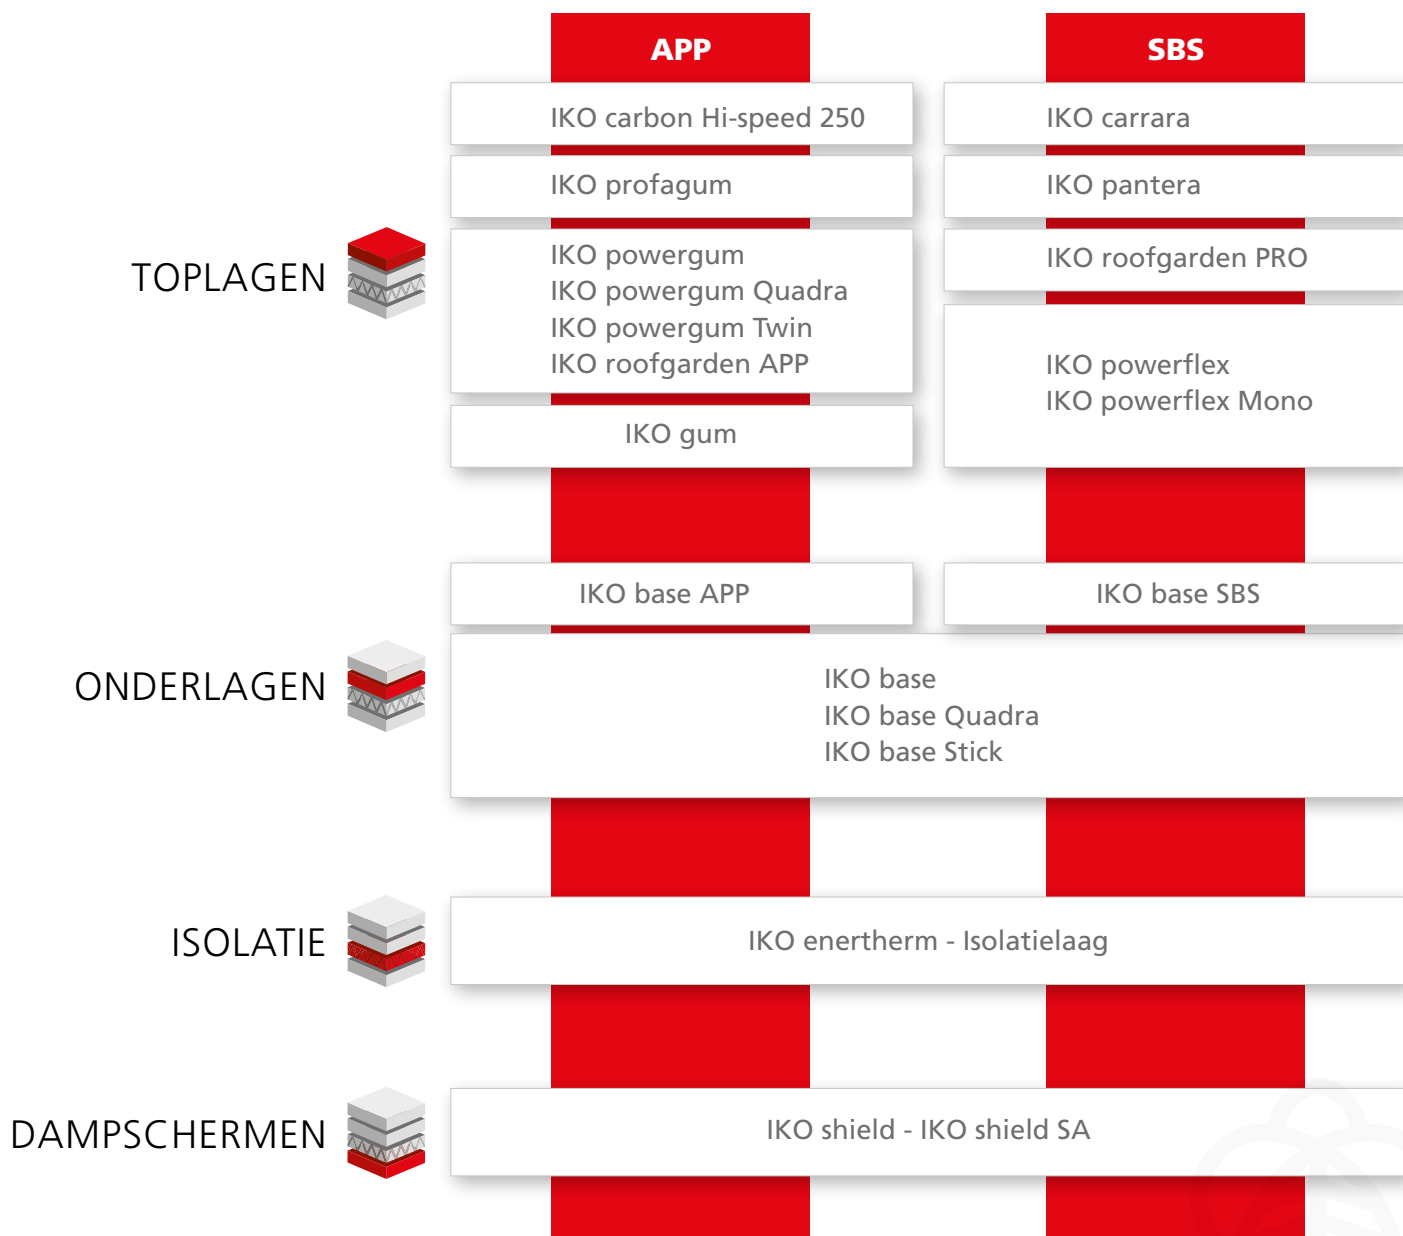 APP
SBS
TOPLAGEN
IKO carbon Hi-speed 250
IKO carrara
IKO profagum
IKO pantera
IKO powergum
IKO powergum Quadra
IKO powergum Twin
IKO roofgarden APP
IKO roofgarden PRO
IKO gum
IKO powerflex
IKO powerflex Mono
ONDERLAGEN
IKO base APP
IKO base SBS
IKO base
IKO base Quadra
IKO base Stick
ISOLATIE
IKO enertherm - Isolatielaag
DAMPSCHERMEN
IKO shield - IKO shield SA